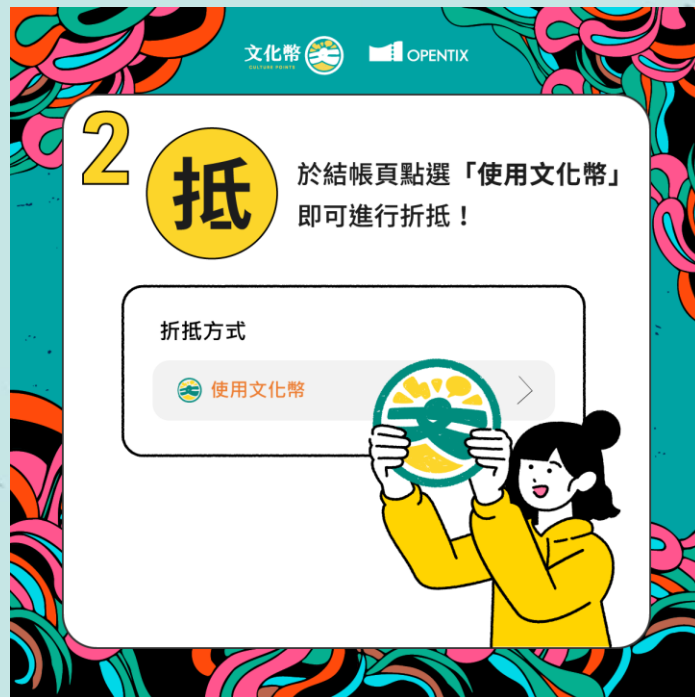 文化幣
CULTURE POINTS
OPENTIX
2
抵
於結帳頁點選「使用文化幣」
即可進行折抵！
折抵方式
使用文化幣
文